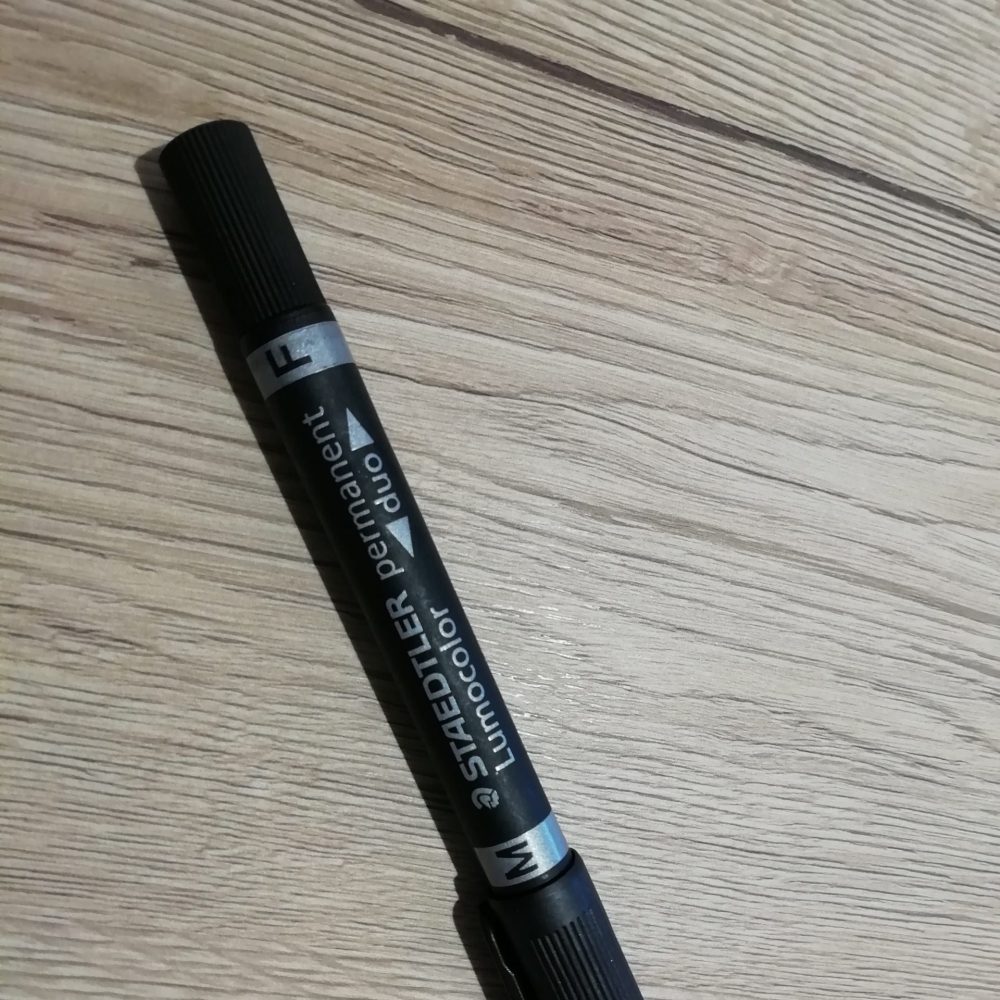 M
STAEDTLER permanent
Lumocolor duo
F